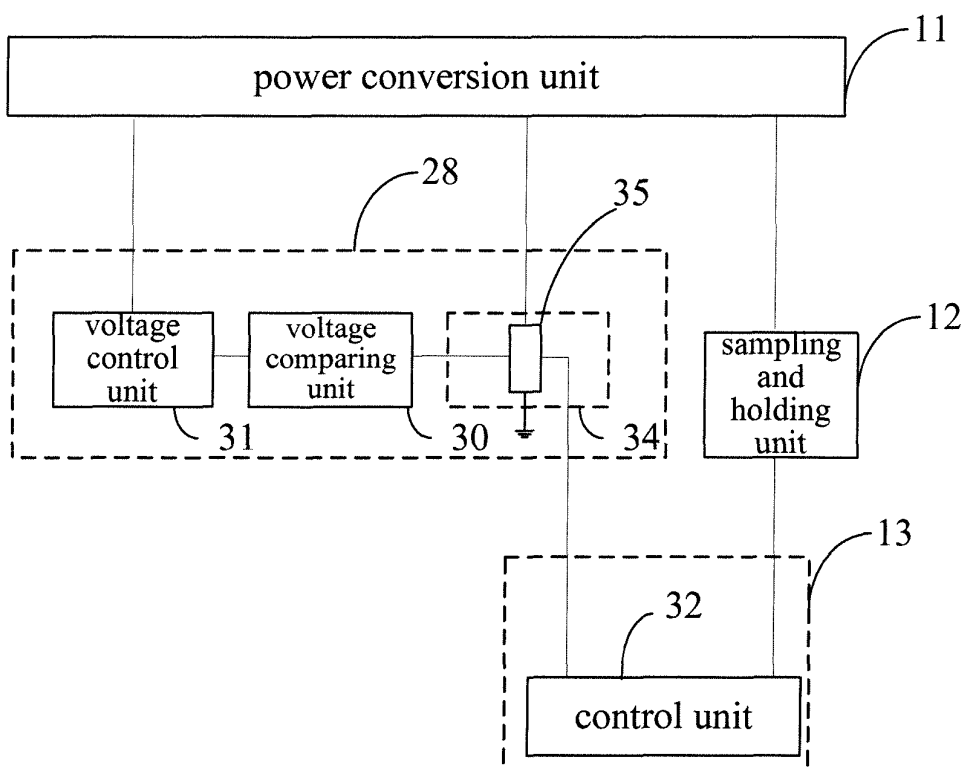 11
power conversion unit
28
35
voltage
control
unit
voltage
comparing
unit
12
sampling
and
holding
unit
31
30
34
13
32
control unit